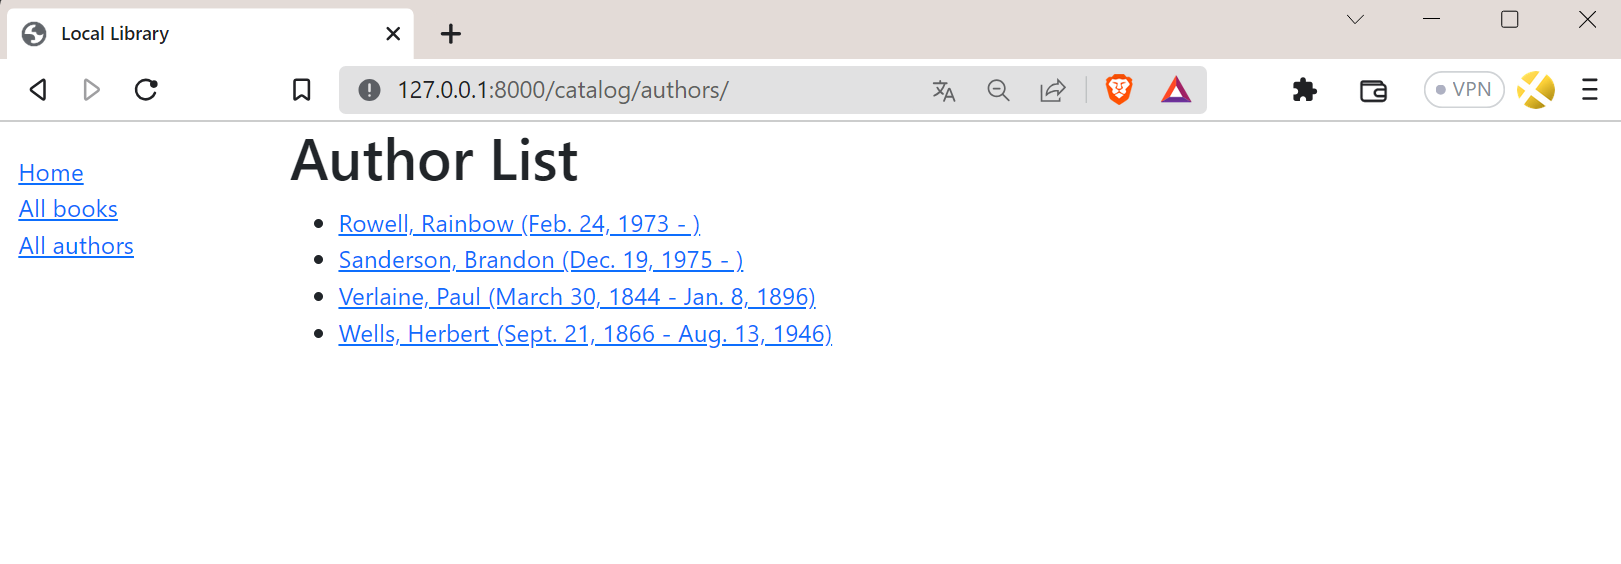 Local Library
127.0.0.1:8000/catalog/authors/
VPN
Home
All books
All authors
Author List
Rowell, Rainbow (Feb. 24, 1973 - )
Sanderson, Brandon (Dec. 19, 1975 - )
Verlaine, Paul (March 30, 1844 - Jan. 8, 1896)
Wells, Herbert (Sept. 21, 1866 - Aug. 13, 1946)